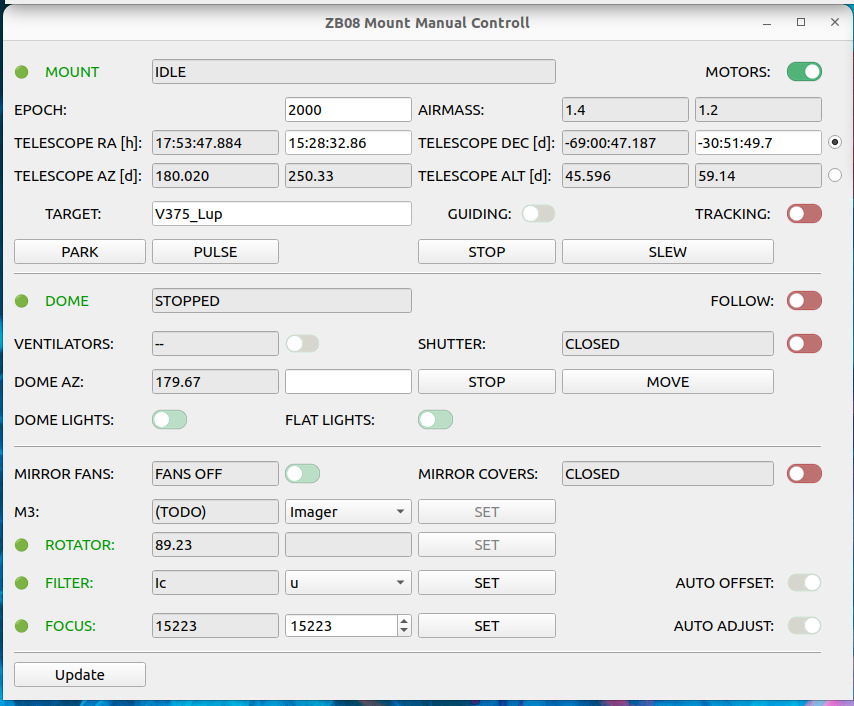 ZB08 Mount Manual Controll
MOUNT IDLE MOTORS:
EPOCH: 2000 AIRMASS: 1.4 1.2
TELESCOPE RA [h]: 17:53:47.884 15:28:32.86 TELESCOPE DEC [d]: -69:00:47.187 -30:51:49.7
TELESCOPE AZ [d]: 180.020 250.33 TELESCOPE ALT [d]: 45.596 59.14
TARGET: V375_Lup GUIDING: TRACKING:
PARK PULSE STOP SLEW
DOME STOPPED FOLLOW:
VENTILATORS: -- SHUTTER: CLOSED
DOME AZ: 179.67 STOP MOVE
DOME LIGHTS: FLAT LIGHTS:
MIRROR FANS: FANS OFF MIRROR COVERS: CLOSED
M3: (TODO) Imager SET
ROTATOR: 89.23 SET
FILTER: Ic u SET AUTO OFFSET:
FOCUS: 15223 15223 SET AUTO ADJUST:
Update